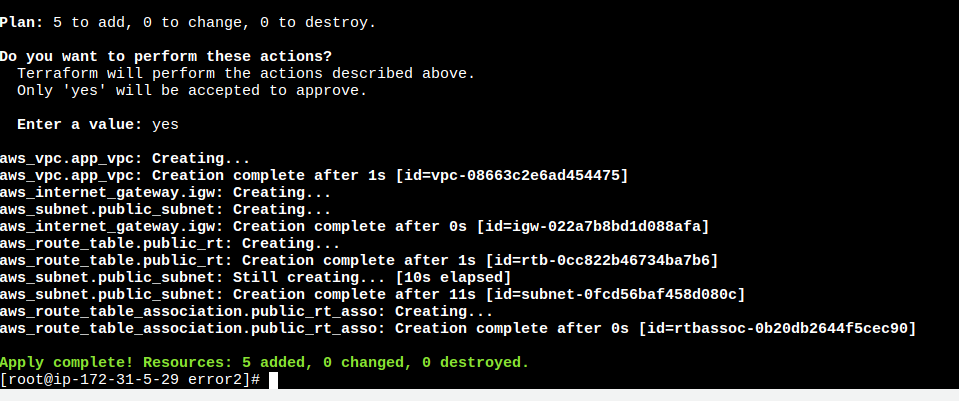 Plan: 5 to add, 0 to change, 0 to destroy.
Do you want to perform these actions?
Terraform will perform the actions described above.
Only 'yes' will be accepted to approve.
Enter a value: yes
aws_vpc.app_vpc: Creating...
aws_vpc.app_vpc: Creation complete after 1s [id=vpc-08663c2e6ad454475]
aws_internet_gateway.igw: Creating...
aws_subnet.public_subnet: Creating...
aws_internet_gateway.igw: Creation complete after 0s [id=igw-022a7b8bd1d088afa]
aws_route_table.public_rt: Creating...
aws_route_table.public_rt: Creation complete after 1s [id=rtb-0cc822b46734ba7b6]
aws_subnet.public_subnet: Still creating... [10s elapsed]
aws_subnet.public_subnet: Creation complete after 11s [id=subnet-0fcd56baf458d080c]
aws_route_table_association.public_rt_asso: Creating...
aws_route_table_association.public_rt_asso: Creation complete after 0s [id=rtbassoc-0b20db2644f5cec90]
Apply complete! Resources: 5 added, 0 changed, 0 destroyed.
[root@ip-172-31-5-29 error2]#